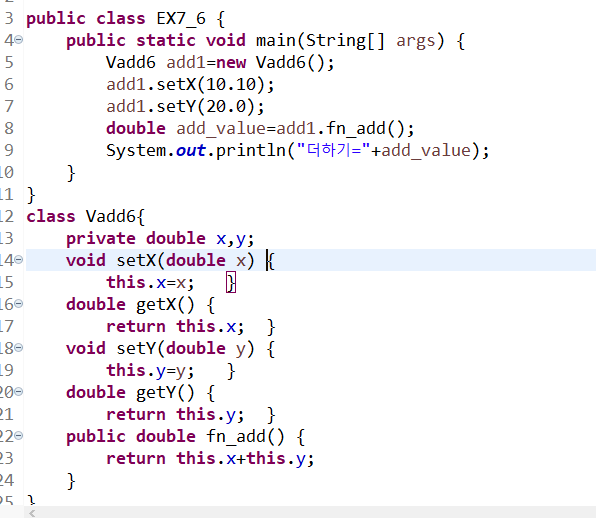 3 public class EX7_6 {
4 public static void main(String[] args) {
5 Vadd6 add1=new Vadd6();
6 add1.setX(10.10);
7 add1.setY(20.0);
8 double add_value=add1.fn_add();
9 System.out.println("더하기="+add_value);
10 }
11 }
12 class Vadd6{
13 private double x,y;
14 void setX(double x) {
15 this.x=x; }
16 double getX() {
17 return this.x; }
18 void setY(double y) {
19 this.y=y; }
20 double getY() {
21 return this.y; }
22 public double fn_add() {
23 return this.x+this.y;
24 }
25 }